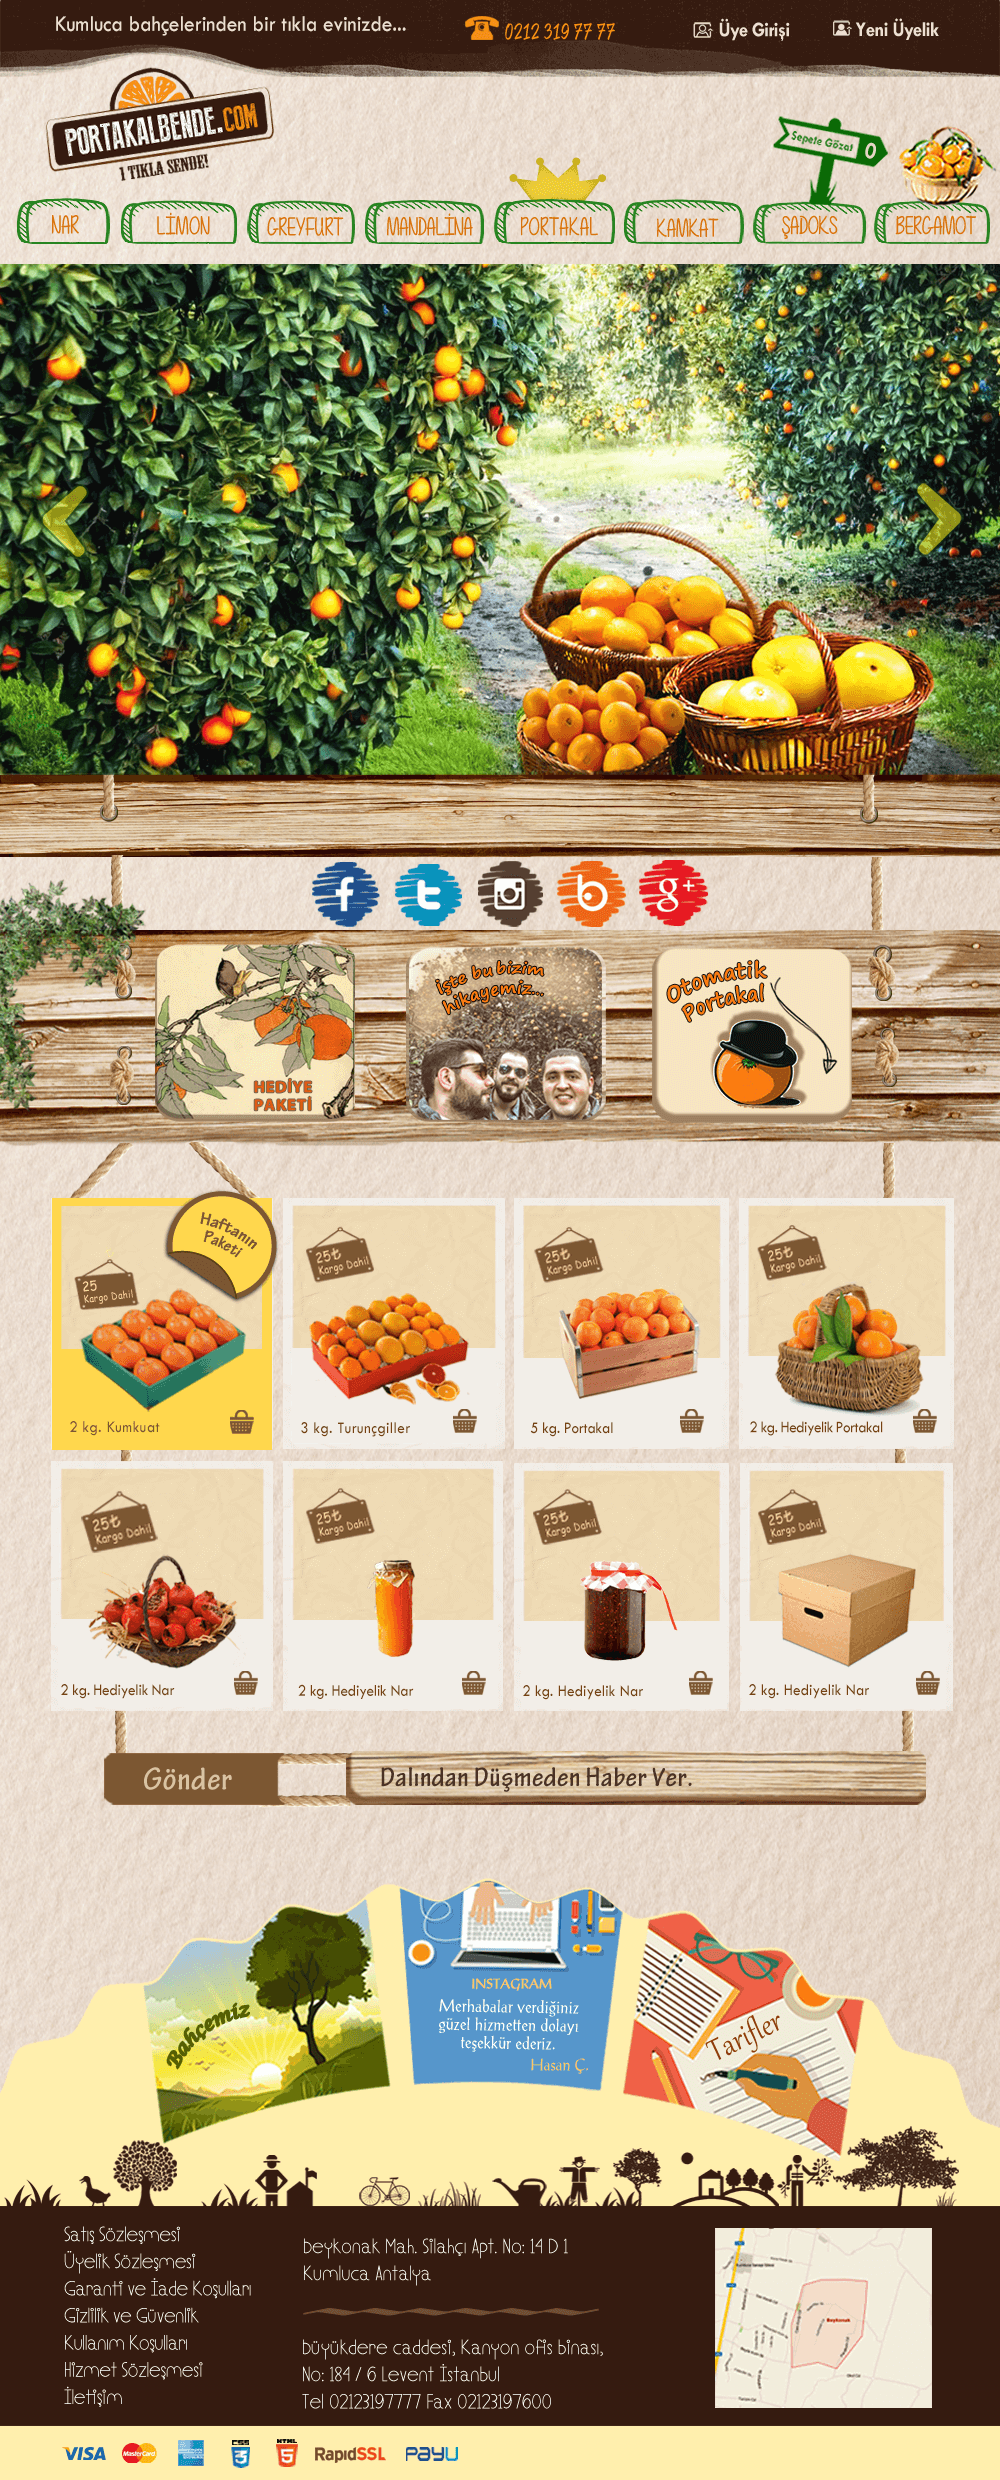 Kumluca bahçelerinden bir tıkla evinizde...
0212 319 77 77
Üye Girişi
Yeni Üyelik
PORTAKALBENDE.COM
1 TIKLA SENDE!
Sepete Gözat 0
NAR
LİMON
GREYFURT
MANDALİNA
PORTAKAL
KAMKAT
ŞADOKS
BERGAMOT
HEDİYE
PAKETİ
İşte bu bizim
hikayemiz...
Otomatik
Portakal
Haftanın
Paketi
25
Kargo Dahil
25₺
Kargo Dahil
25₺
Kargo Dahil
25₺
Kargo Dahil
2 kg. Kumkuat
3 kg. Turunçgiller
5 kg. Portakal
2 kg. Hediyelik Portakal
25₺
Kargo Dahil
25₺
Kargo Dahil
25₺
Kargo Dahil
25₺
Kargo Dahil
2 kg. Hediyelik Nar
2 kg. Hediyelik Nar
2 kg. Hediyelik Nar
2 kg. Hediyelik Nar
Gönder
Dalından Düşmeden Haber Ver.
Bahçemiz
INSTAGRAM
Merhabalar verdiğiniz
güzel hizmetten dolayı
teşekkür ederiz.
Hasan Ç.
Tarifler
Satış Sözleşmesi
Üyelik Sözleşmesi
Garanti ve İade Koşulları
Gizlilik ve Güvenlik
Kullanım Koşulları
Hizmet Sözleşmesi
İletişim
beykonak Mah. Silahçı Apt. No: 14 D 1
Kumluca Antalya
büyükdere caddesi, Kanyon ofis binası,
No: 184 / 6 Levent İstanbul
Tel 02123197777 Fax 02123197600
Beykonak
VISA
MasterCard
CSS
3
HTML
5
RapidSSL
PayU